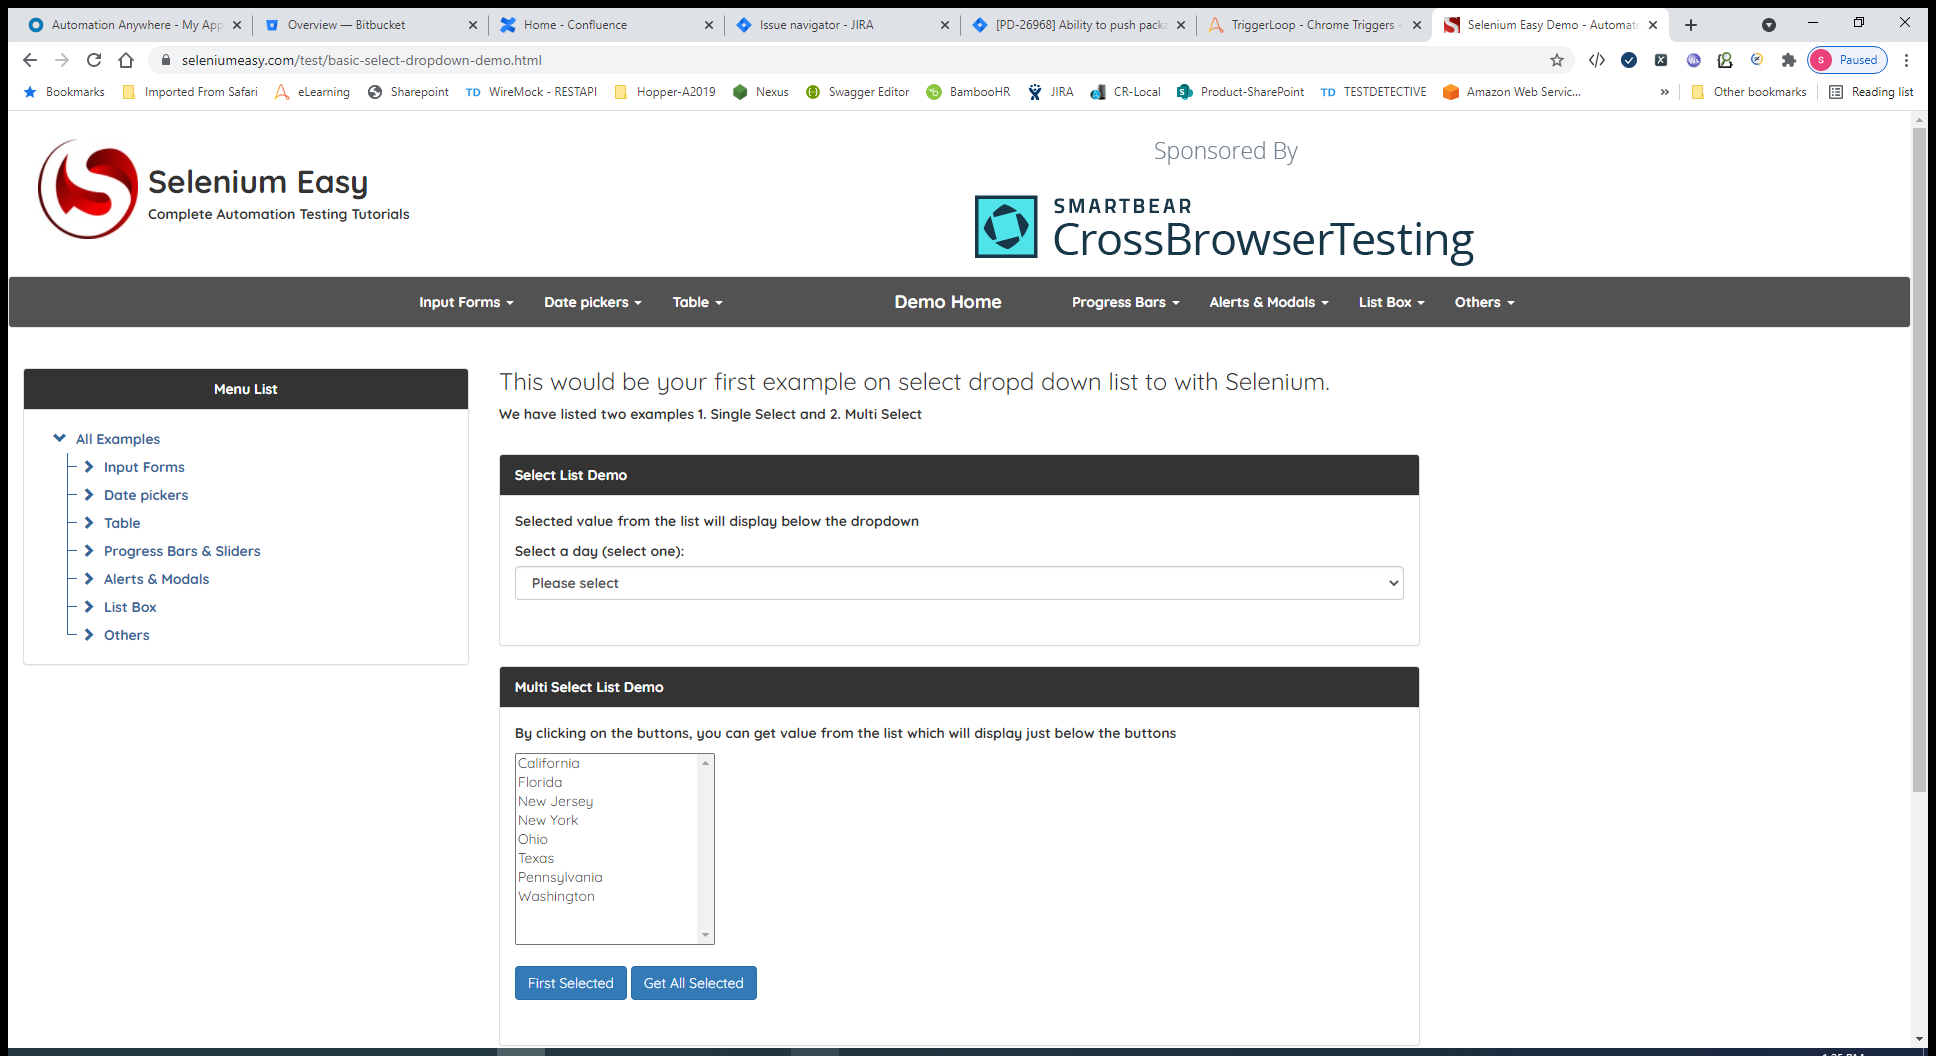 Automation Anywhere - My App
Overview — Bitbucket
Home - Confluence
Issue navigator - JIRA
[PD-26968] Ability to push packa
TriggerLoop - Chrome Triggers -
Selenium Easy Demo - Automate
seleniumeasy.com/test/basic-select-dropdown-demo.html
S Paused
Bookmarks
Imported From Safari
eLearning
Sharepoint
TD WireMock - RESTAPI
Hopper-A2019
Nexus
Swagger Editor
BambooHR
JIRA
CR-Local
Product-SharePoint
TD TESTDETECTIVE
Amazon Web Servic...
»
Other bookmarks
Reading list
Selenium Easy
Complete Automation Testing Tutorials
Sponsored By
SMARTBEAR
CrossBrowserTesting
Input Forms
Date pickers
Table
Demo Home
Progress Bars
Alerts & Modals
List Box
Others
Menu List
All Examples
Input Forms
Date pickers
Table
Progress Bars & Sliders
Alerts & Modals
List Box
Others
This would be your first example on select dropd down list to with Selenium.
We have listed two examples 1. Single Select and 2. Multi Select
Select List Demo
Selected value from the list will display below the dropdown
Select a day (select one):
Please select
Multi Select List Demo
By clicking on the buttons, you can get value from the list which will display just below the buttons
California
Florida
New Jersey
New York
Ohio
Texas
Pennsylvania
Washington
First Selected
Get All Selected